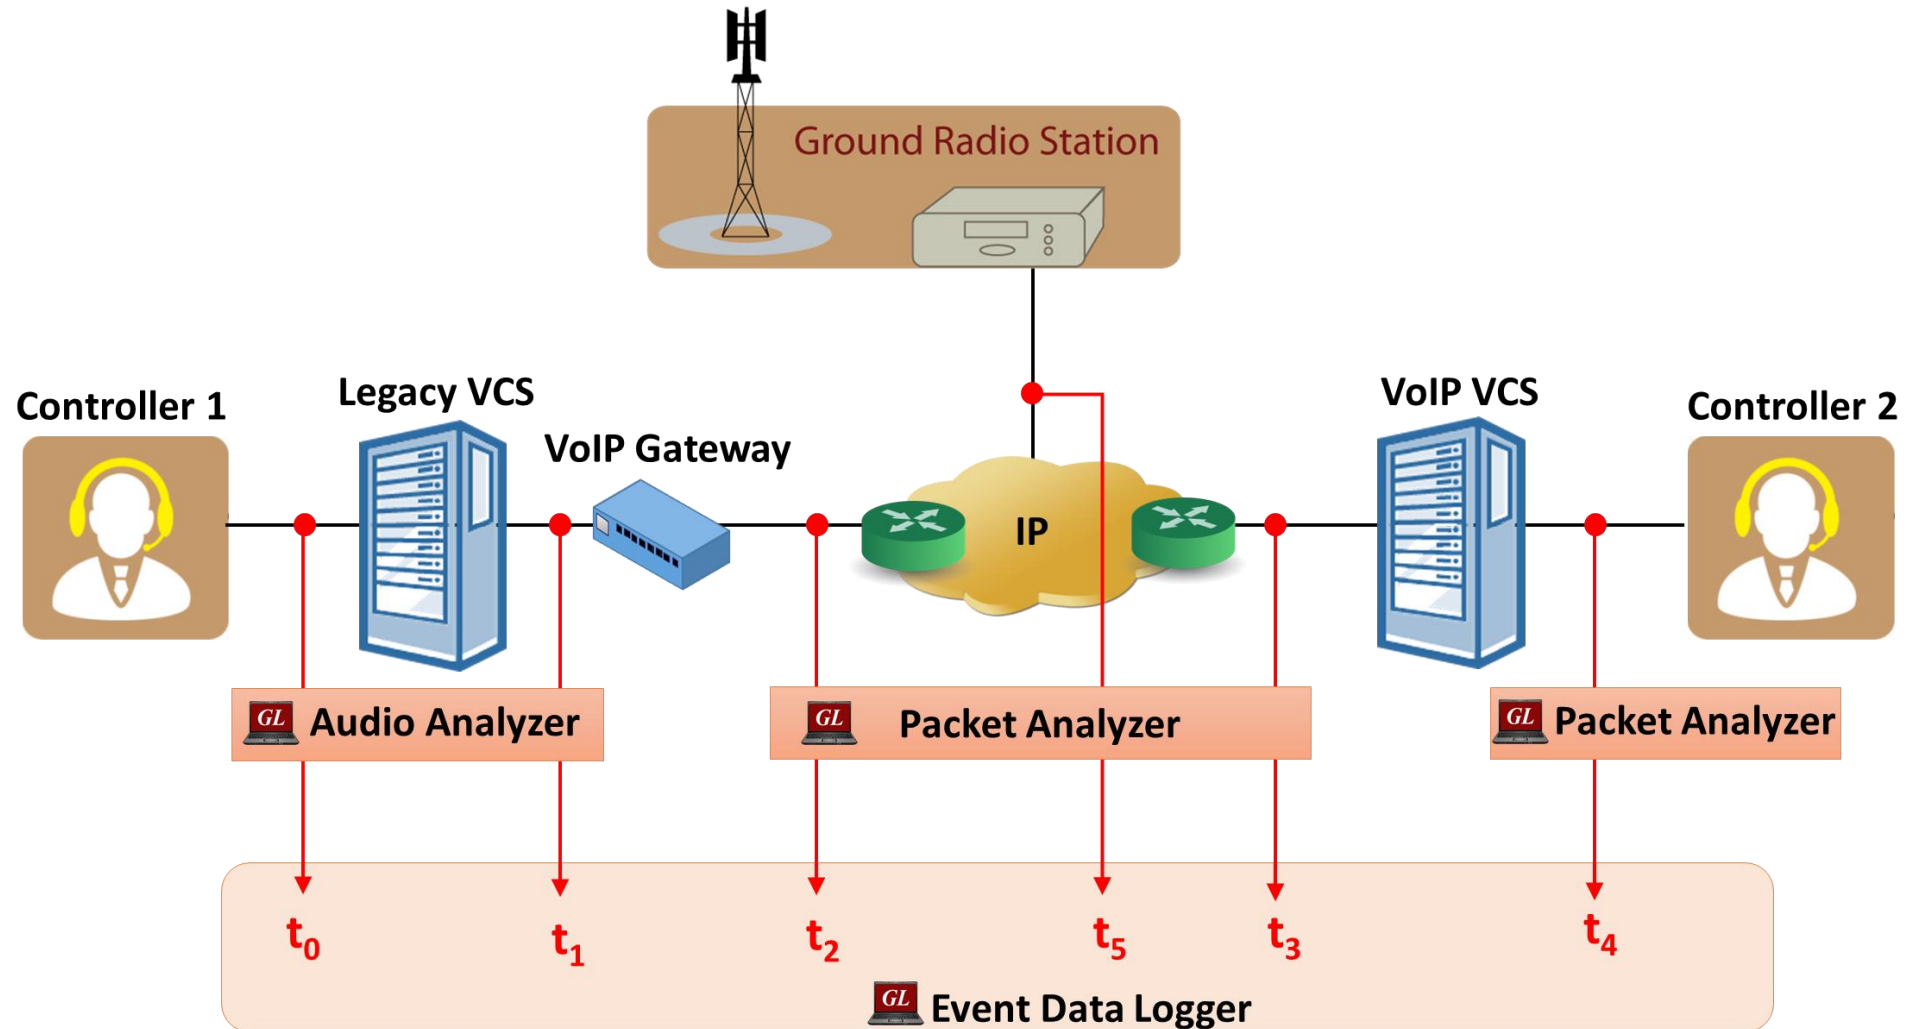 Ground Radio Station
Controller 1
Legacy VCS
VoIP Gateway
IP
VoIP VCS
Controller 2
GL Audio Analyzer
GL Packet Analyzer
GL Packet Analyzer
t₀
t₁
t₂
t₅
t₃
t₄
GL Event Data Logger